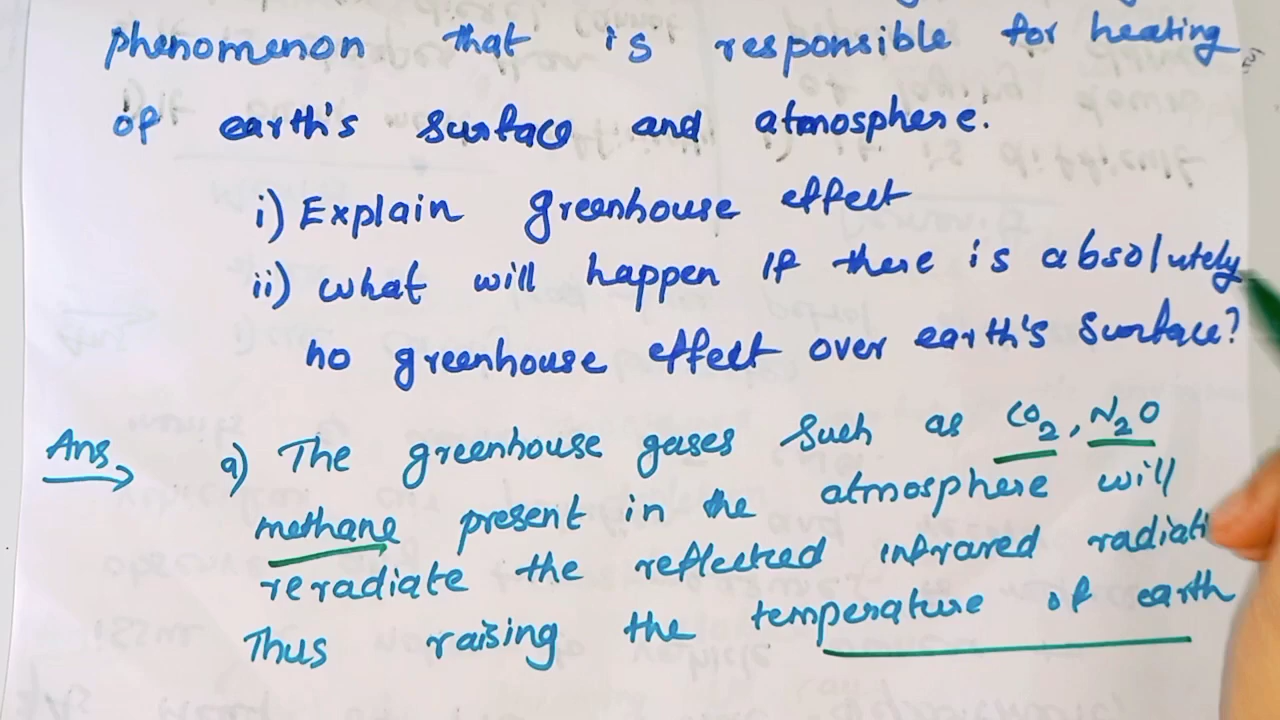 phenomenon that is responsible for heating
of earth's surface and atmosphere.
i) Explain greenhouse effect
ii) what will happen if there is absolutely
no greenhouse effect over earth's surface?
Ans a) The greenhouse gases such as CO2, N2O
methane present in the atmosphere will
reradiate the reflected infrared radiati
Thus raising the temperature of earth